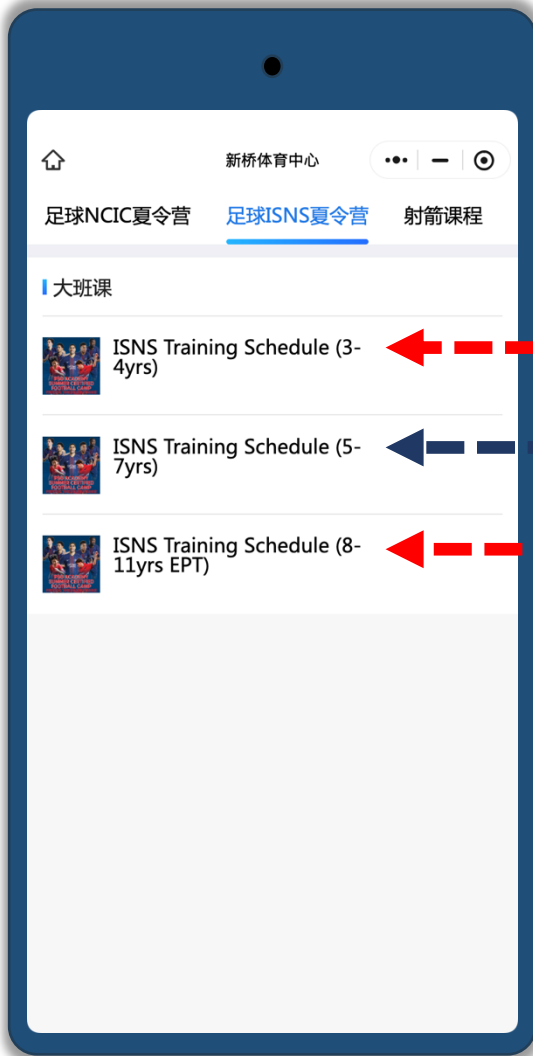 新桥体育中心
足球NCIC夏令营 足球ISNS夏令营 射箭课程
大班课
ISNS Training Schedule (3-
4yrs)
ISNS Training Schedule (5-
7yrs)
ISNS Training Schedule (8-
11yrs EPT)